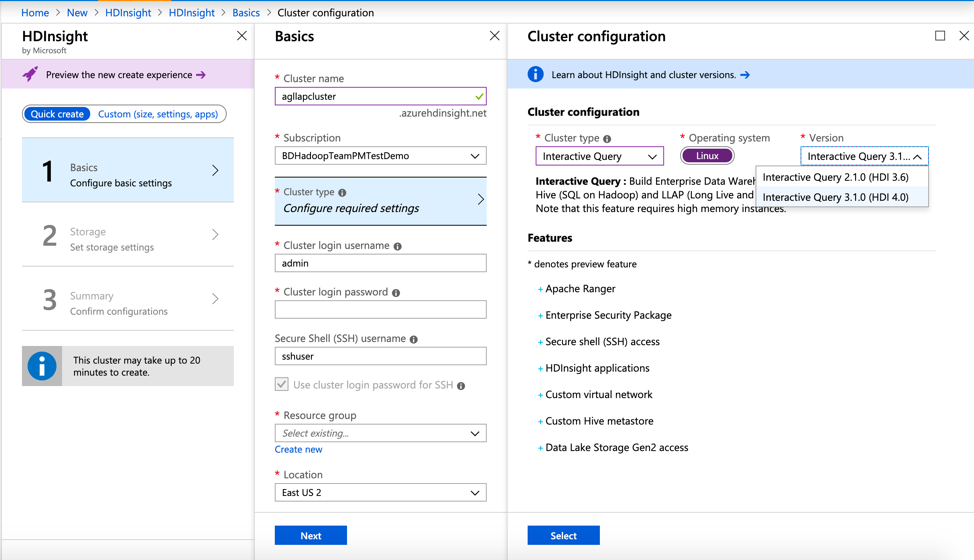 Home > New > HDInsight > HDInsight > Basics > Cluster configuration
HDInsight
by Microsoft
Preview the new create experience →
Quick create
Custom (size, settings, apps)
1
Basics
Configure basic settings
2
Storage
Set storage settings
3
Summary
Confirm configurations
This cluster may take up to 20
minutes to create.
Basics
* Cluster name
agllapcluster
.azurehdinsight.net
* Subscription
BDHadoopTeamPMTestDemo
* Cluster type
Configure required settings
* Cluster login username
admin
* Cluster login password
Secure Shell (SSH) username
sshuser
Use cluster login password for SSH
* Resource group
Select existing...
Create new
* Location
East US 2
Next
Cluster configuration
Learn about HDInsight and cluster versions. →
Cluster configuration
* Cluster type
* Operating system
* Version
Interactive Query
Linux
Interactive Query 3.1...
Interactive Query 2.1.0 (HDI 3.6)
Interactive Query 3.1.0 (HDI 4.0)
Interactive Query : Build Enterprise Data Wareh
Hive (SQL on Hadoop) and LLAP (Long Live and
Note that this feature requires high memory instances.
Features
* denotes preview feature
+ Apache Ranger
+ Enterprise Security Package
+ Secure shell (SSH) access
+ HDInsight applications
+ Custom virtual network
+ Custom Hive metastore
+ Data Lake Storage Gen2 access
Select